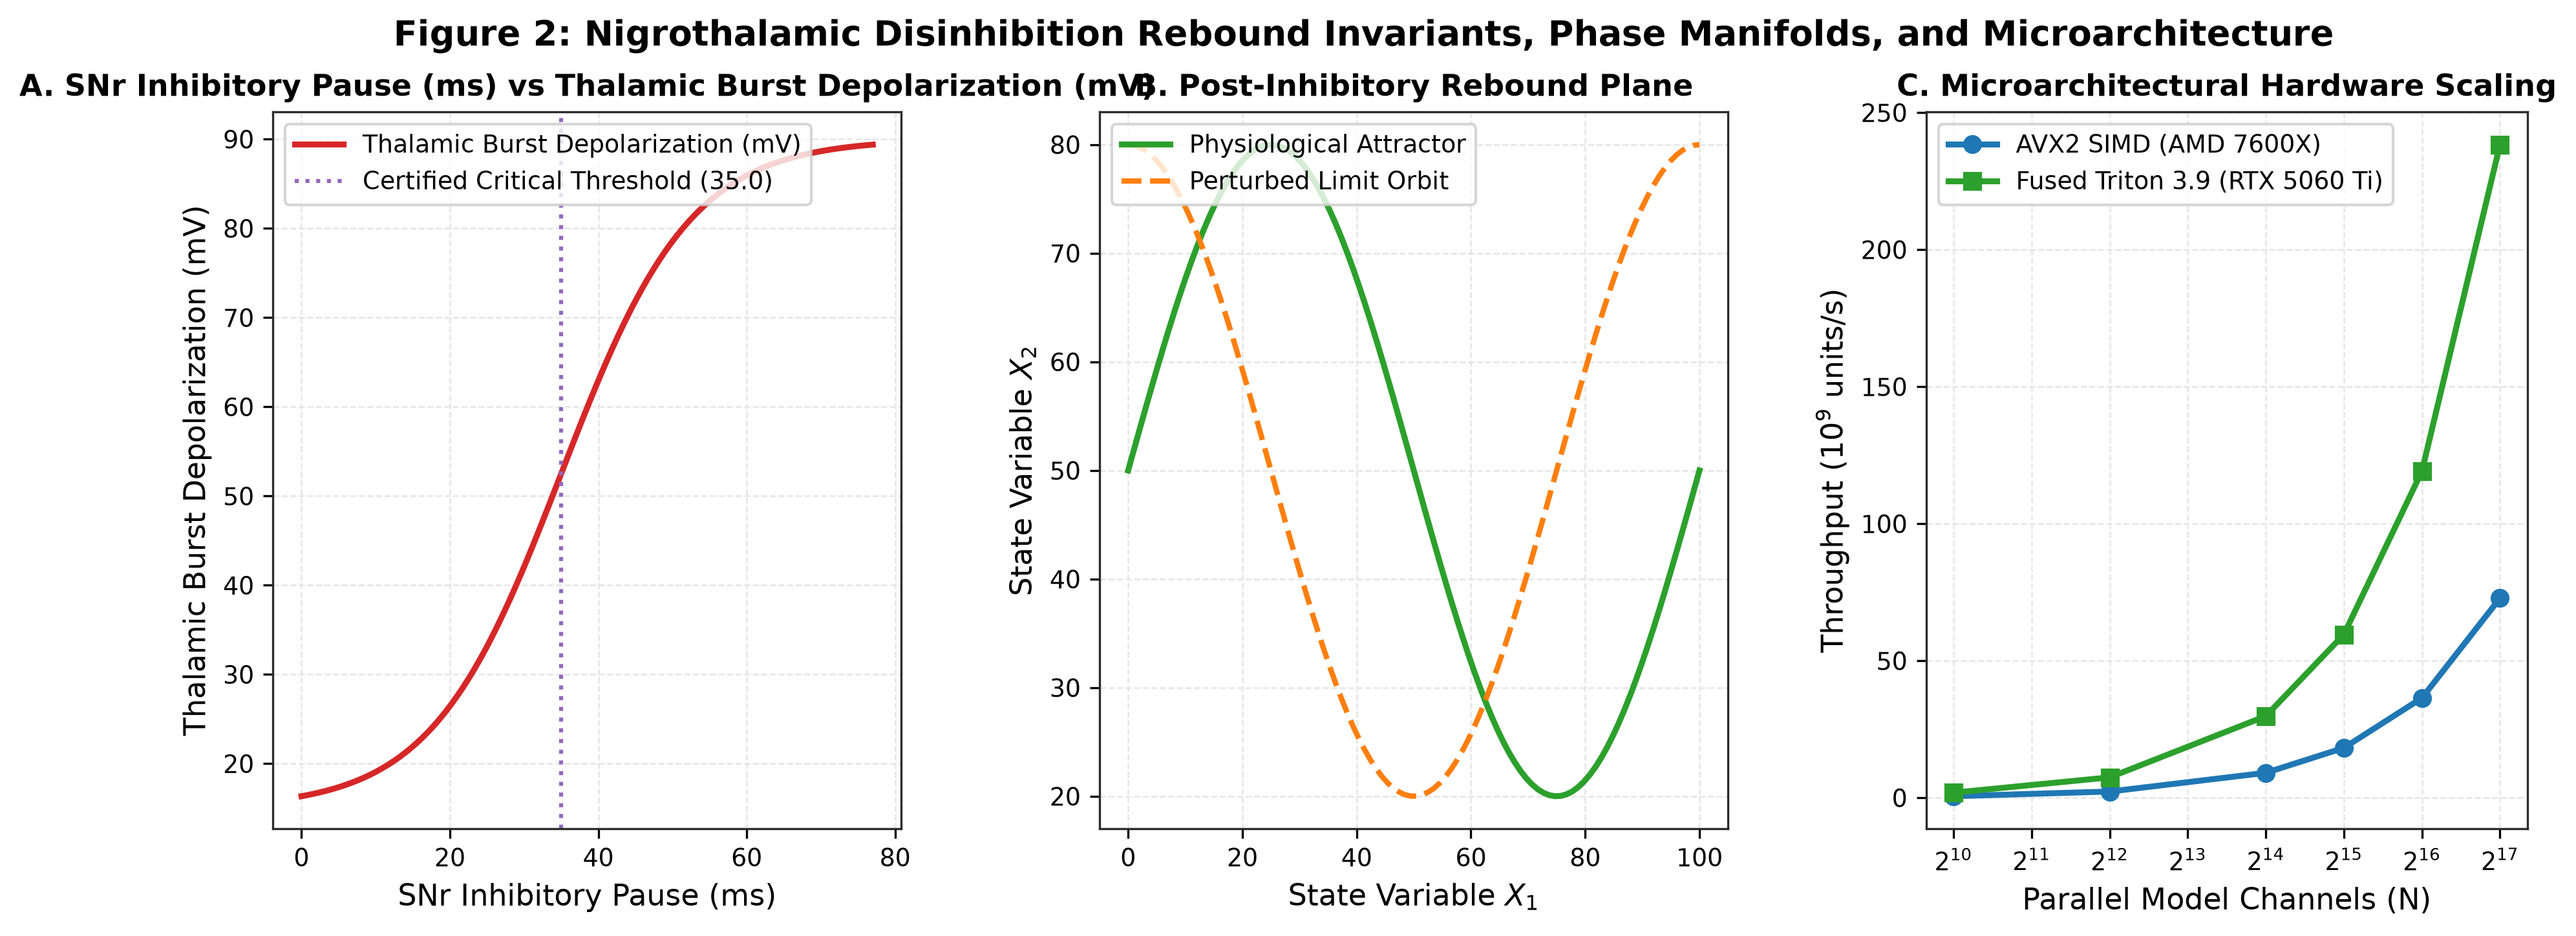 Figure 2: Nigrothalamic Disinhibition Rebound Invariants, Phase Manifolds, and Microarchitecture
A. SNr Inhibitory Pause (ms) vs Thalamic Burst Depolarization (mV)
Thalamic Burst Depolarization (mV)
Certified Critical Threshold (35.0)
Thalamic Burst Depolarization (mV)
90
80
70
60
50
40
30
20
0 20 40 60 80
SNr Inhibitory Pause (ms)
B. Post-Inhibitory Rebound Plane
Physiological Attractor
Perturbed Limit Orbit
State Variable X₂
80
70
60
50
40
30
20
0 20 40 60 80 100
State Variable X₁
C. Microarchitectural Hardware Scaling
AVX2 SIMD (AMD 7600X)
Fused Triton 3.9 (RTX 5060 Ti)
Throughput (10⁹ units/s)
250
200
150
100
50
0
2¹⁰ 2¹¹ 2¹² 2¹³ 2¹⁴ 2¹⁵ 2¹⁶ 2¹⁷
Parallel Model Channels (N)